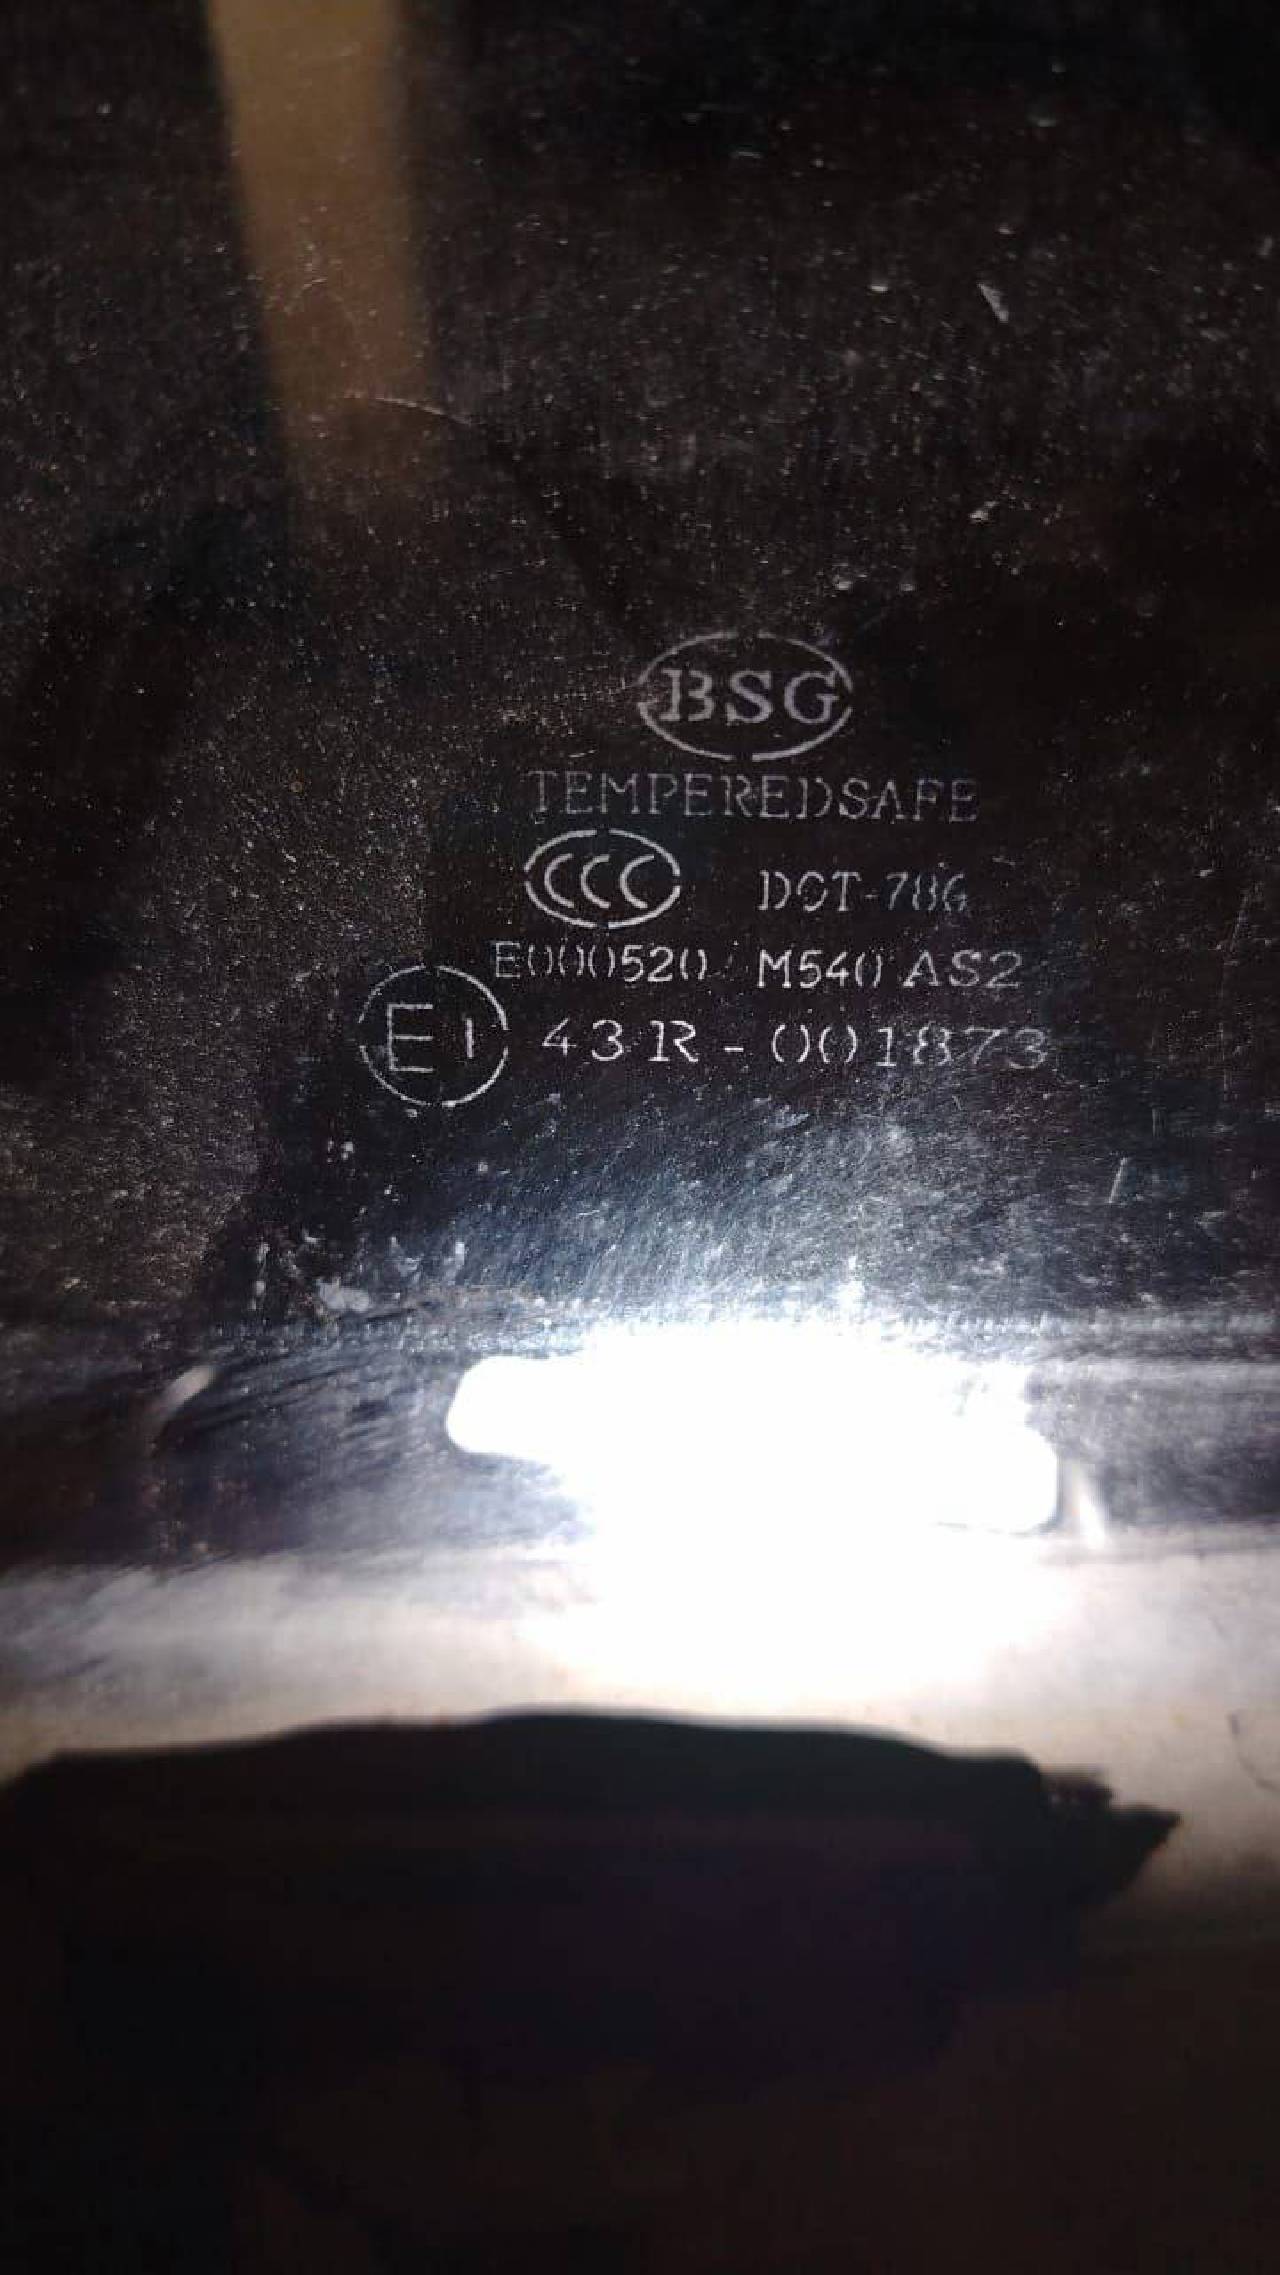 BSG
TEMPEREDSAFE
CCC DOT-786
E000520 M540 AS2
E1 43R-001873